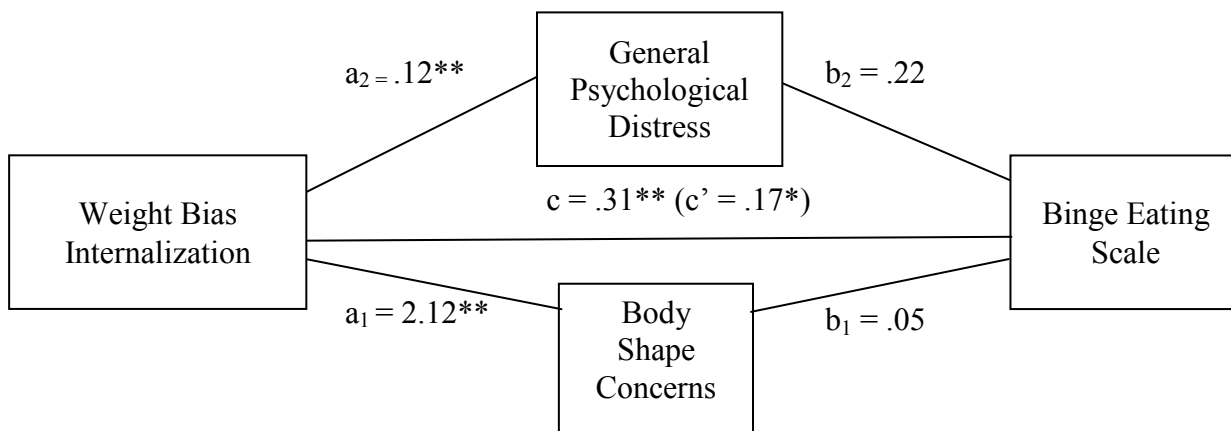 General
Psychological
Distress
a₂ = .12**
b₂ = .22
c = .31** (c’ = .17*)
Weight Bias
Internalization
Binge Eating
Scale
a₁ = 2.12**
b₁ = .05
Body
Shape
Concerns